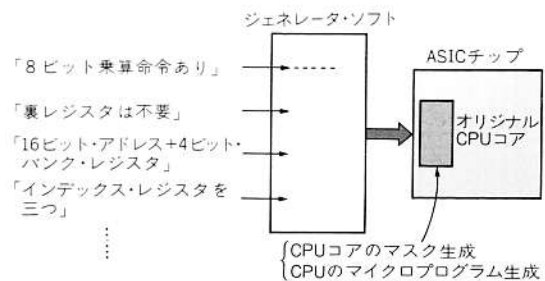 ジェネレータ・ソフト
ASICチップ
「8ビット乗算命令あり」
「裏レジスタは不要」
「16ビット・アドレス+4ビット・
バンク・レジスタ」
「インデックス・レジスタを
三つ」
オリジナル
CPUコア
CPUコアのマスク生成
CPUのマイクロプログラム生成